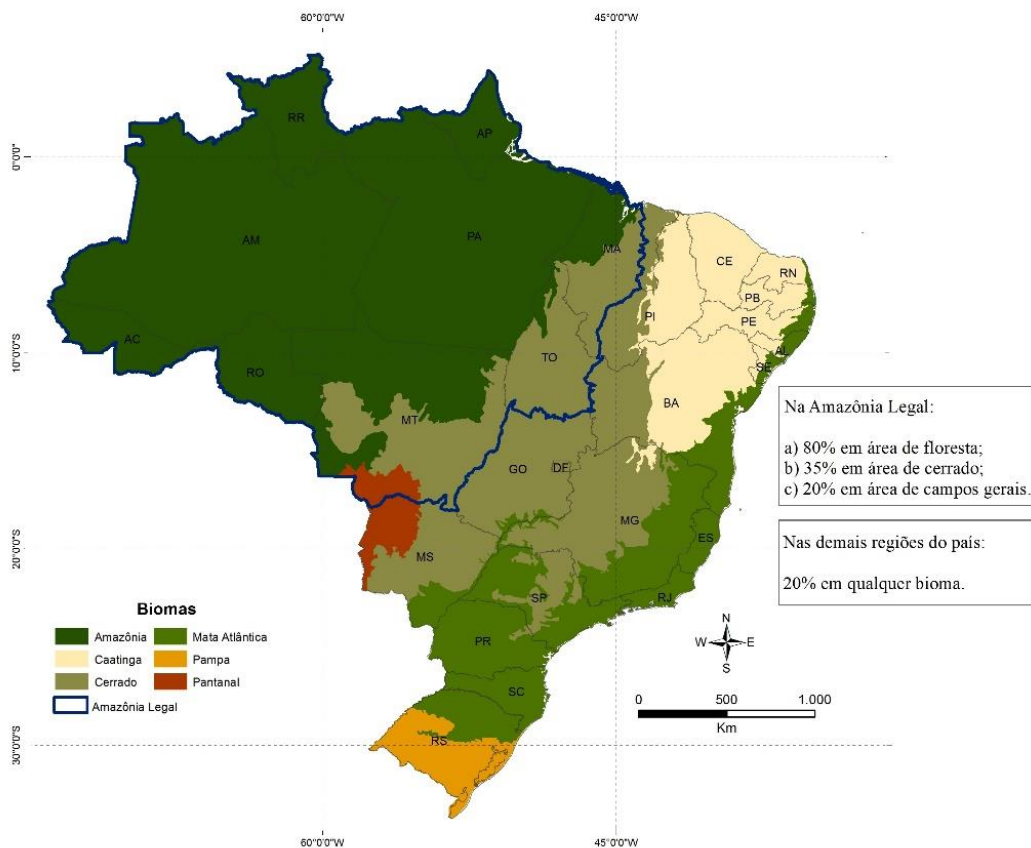 60°0'0"W 45°0'0"W
RR
AP
0°0'0"
AM
PA
MA
CE
RN
PB
PI
PE
AC
AL
10°0'0"S
TO
SE
RO
BA
MT
Na Amazônia Legal:
a) 80% em área de floresta;
b) 35% em área de cerrado;
c) 20% em área de campos gerais.
GO
DF
MG
ES
Nas demais regiões do país:
20% em qualquer bioma.
20°0'0"S
MS
SP
RJ
Biomas
Amazônia
Mata Atlântica
Caatinga
Pampa
Cerrado
Pantanal
Amazônia Legal
PR
SC
RS
N
W E
S
0 500 1.000
Km
30°0'0"S
60°0'0"W 45°0'0"W